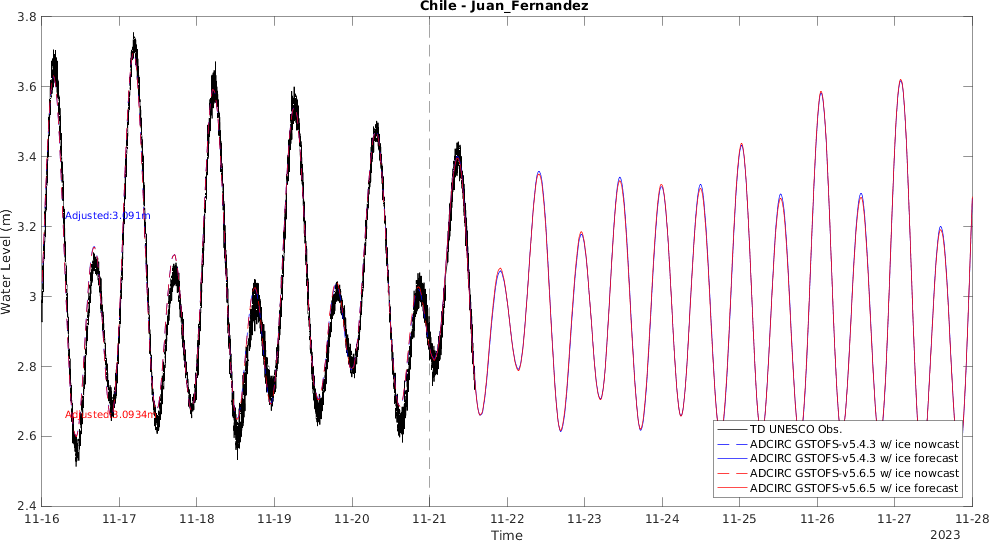 Chile - Juan_Fernandez
3.8
3.6
3.4
3.2
3
2.8
2.6
2.4
Water Level (m)
Adjusted:3.091m
Adjusted:3.0934m
TD UNESCO Obs.
ADCIRC GSTOFS-v5.4.3 w/ ice nowcast
ADCIRC GSTOFS-v5.4.3 w/ ice forecast
ADCIRC GSTOFS-v5.6.5 w/ ice nowcast
ADCIRC GSTOFS-v5.6.5 w/ ice forecast
11-16 11-17 11-18 11-19 11-20 11-21 11-22 11-23 11-24 11-25 11-26 11-27 11-28
Time
2023